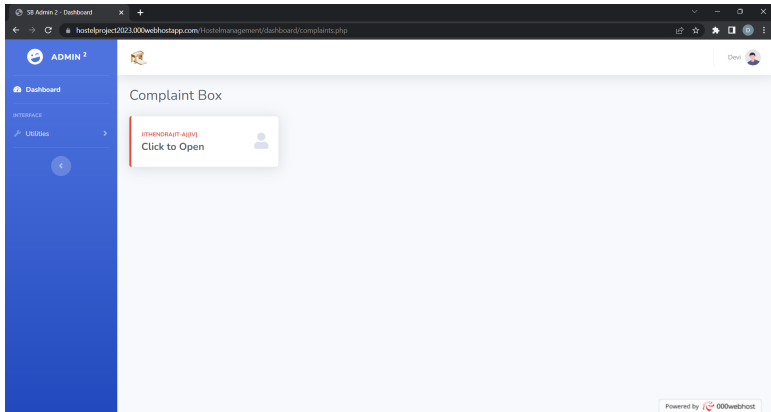 SB Admin 2 - Dashboard
hostelproject2023.000webhostapp.com/Hostelmanagement/dashboard/complaints.php
ADMIN 2
Devi
Dashboard
Complaint Box
INTERFACE
Utilities
JITHENDRA(IT-A)(IV)
Click to Open
Powered by 000webhost